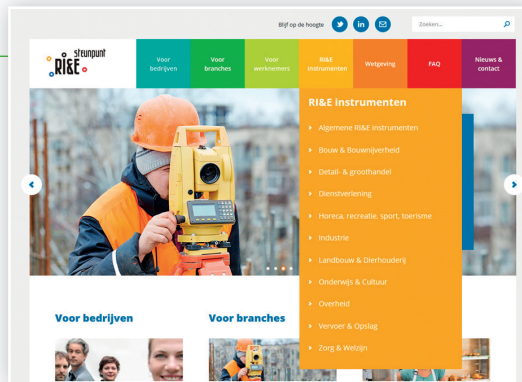 Blijf op de hoogte
Zoeken...
steunpunt
RI&E
Voor
bedrijven
Voor
branches
Voor
werknemers
RI&E
Instrumenten
Wetgeving
FAQ
Nieuws &
contact
RI&E instrumenten
Algemene RI&E instrumenten
Bouw & Bouwnijverheid
Detail- & groothandel
Dienstverlening
Horeca, recreatie, sport, toerisme
Industrie
Landbouw & Dierhouderij
Onderwijs & Cultuur
Overheid
Vervoer & Opslag
Zorg & Welzijn
Voor bedrijven
Voor branches